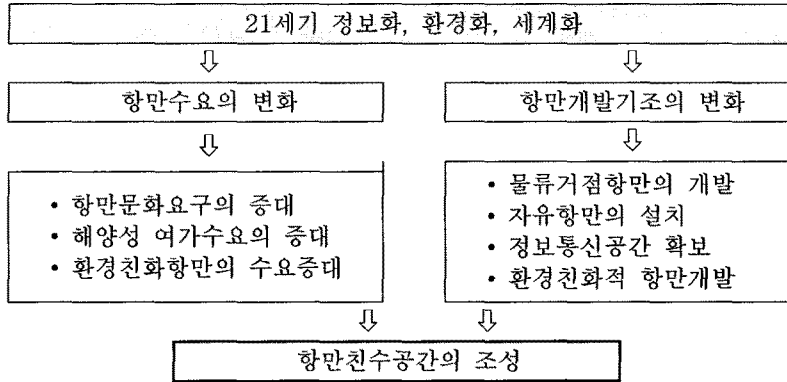 21세기 정보화, 환경화, 세계화
항만수요의 변화
항만개발기조의 변화
• 항만문화요구의 증대
• 해양성 여가수요의 증대
• 환경친화항만의 수요증대
• 물류거점항만의 개발
• 자유항만의 설치
• 정보통신공간 확보
• 환경친화적 항만개발
항만친수공간의 조성